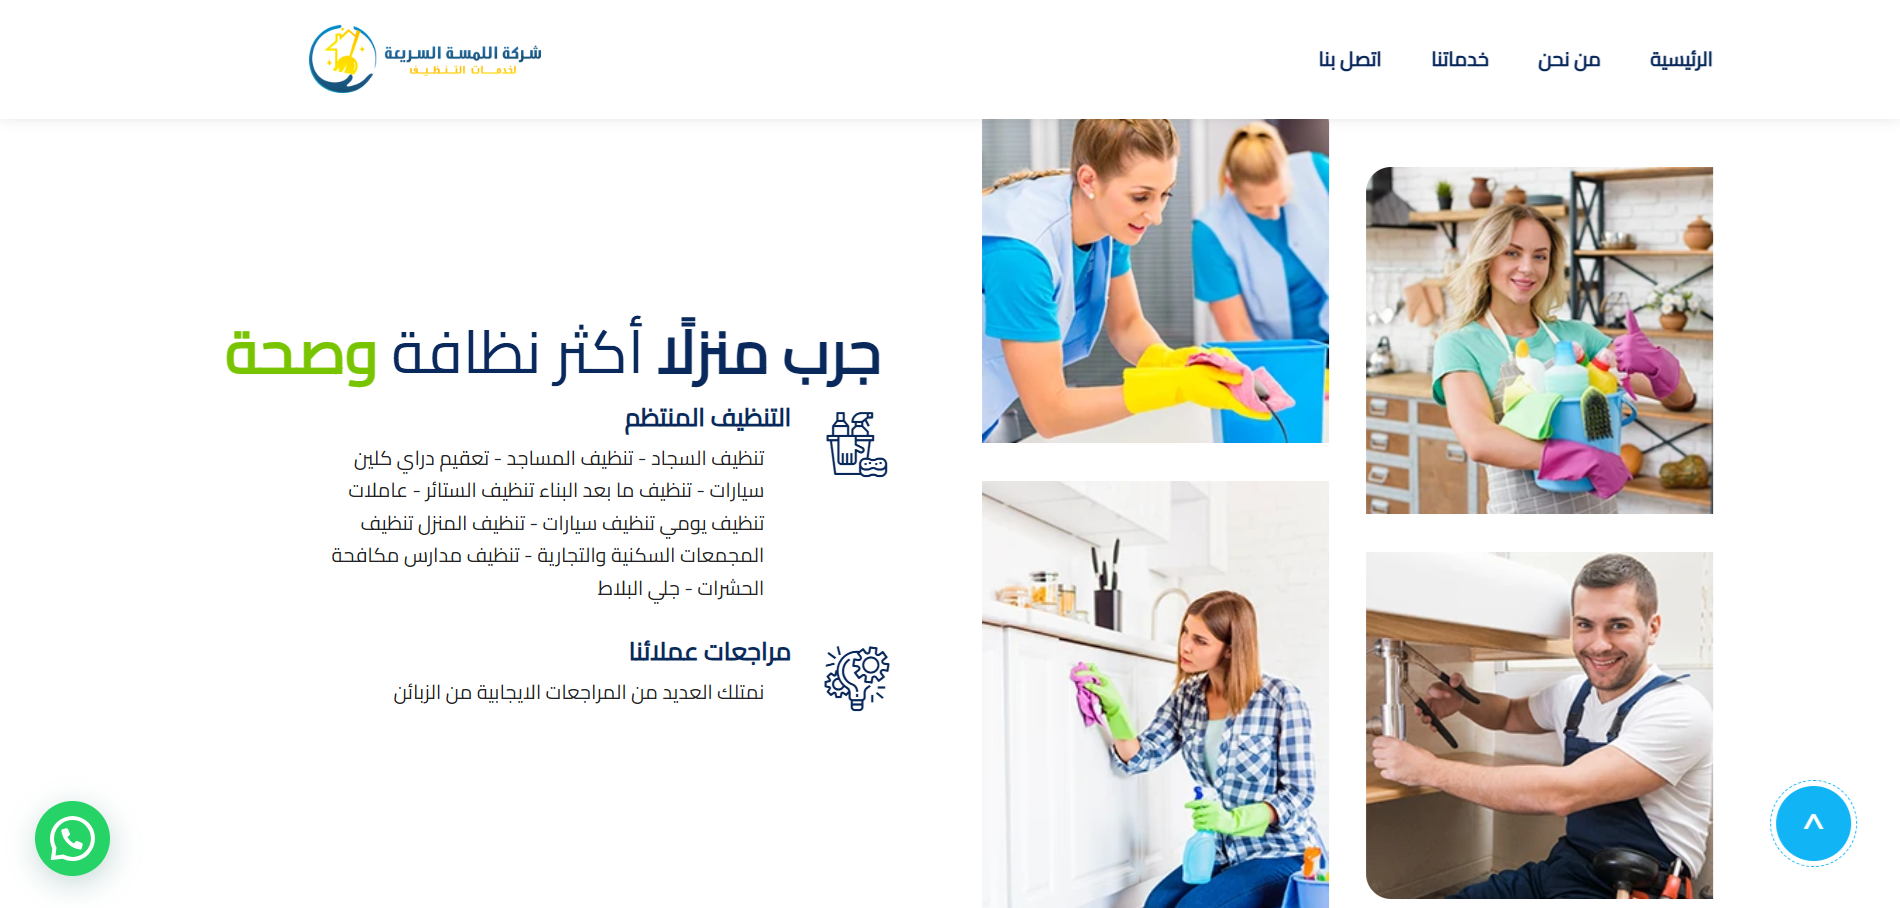 الرئيسية
من نحن
خدماتنا
اتصل بنا
شركة اللمسة السريعة
لخدمات التنظيف
جرب منزلًا أكثر نظافة وصحة
التنظيف المنتظم
تنظيف السجاد - تنظيف المساجد - تعقيم دراي كلين
سيارات - تنظيف ما بعد البناء تنظيف الستائر - عاملات
تنظيف يومي تنظيف سيارات - تنظيف المنزل تنظيف
المجمعات السكنية والتجارية - تنظيف مدارس مكافحة
الحشرات - جلي البلاط
مراجعات عملائنا
نمتلك العديد من المراجعات الايجابية من الزبائن